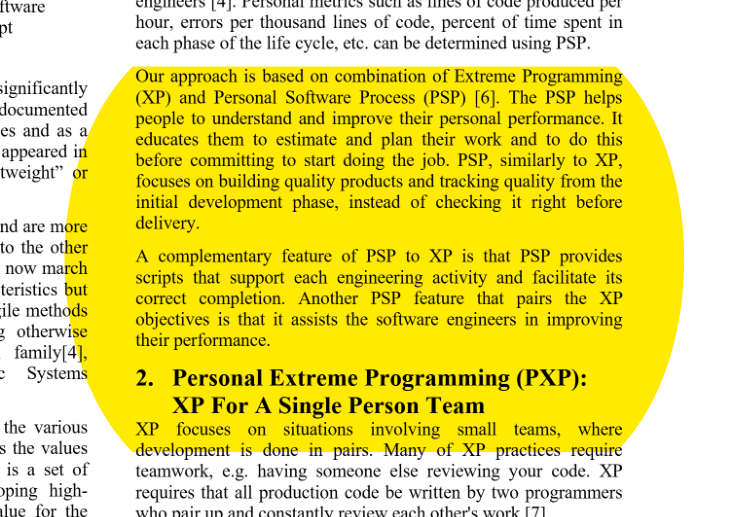 ftware
pt
significantly
documented
es and as a
appeared in
tweight” or
nd are more
to the other
now march
teristics but
gile methods
g otherwise
family[4],
c Systems
the various
s the values
is a set of
oping high-
alue for the
engineers [4]. Personal metrics such as lines of code produced per
hour, errors per thousand lines of code, percent of time spent in
each phase of the life cycle, etc. can be determined using PSP.
Our approach is based on combination of Extreme Programming
(XP) and Personal Software Process (PSP) [6]. The PSP helps
people to understand and improve their personal performance. It
educates them to estimate and plan their work and to do this
before committing to start doing the job. PSP, similarly to XP,
focuses on building quality products and tracking quality from the
initial development phase, instead of checking it right before
delivery.
A complementary feature of PSP to XP is that PSP provides
scripts that support each engineering activity and facilitate its
correct completion. Another PSP feature that pairs the XP
objectives is that it assists the software engineers in improving
their performance.
2. Personal Extreme Programming (PXP):
XP For A Single Person Team
XP focuses on situations involving small teams, where
development is done in pairs. Many of XP practices require
teamwork, e.g. having someone else reviewing your code. XP
requires that all production code be written by two programmers
who pair up and constantly review each other's work [7].